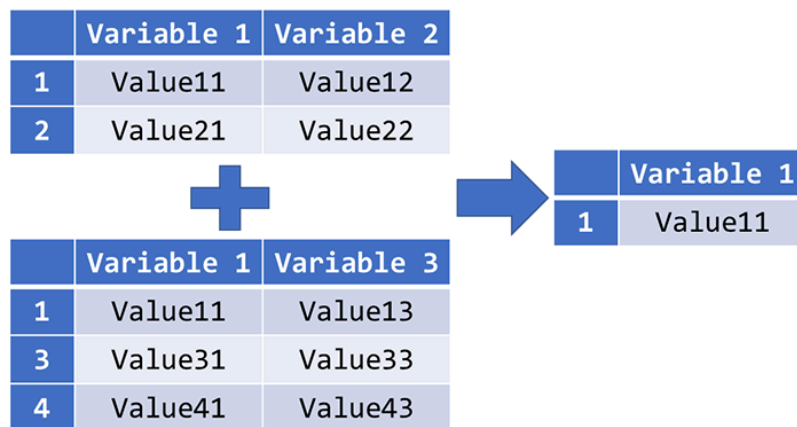 Variable 1 Variable 2
1 Value11 Value12
2 Value21 Value22
Variable 1
1 Value11
Variable 1 Variable 3
1 Value11 Value13
3 Value31 Value33
4 Value41 Value43